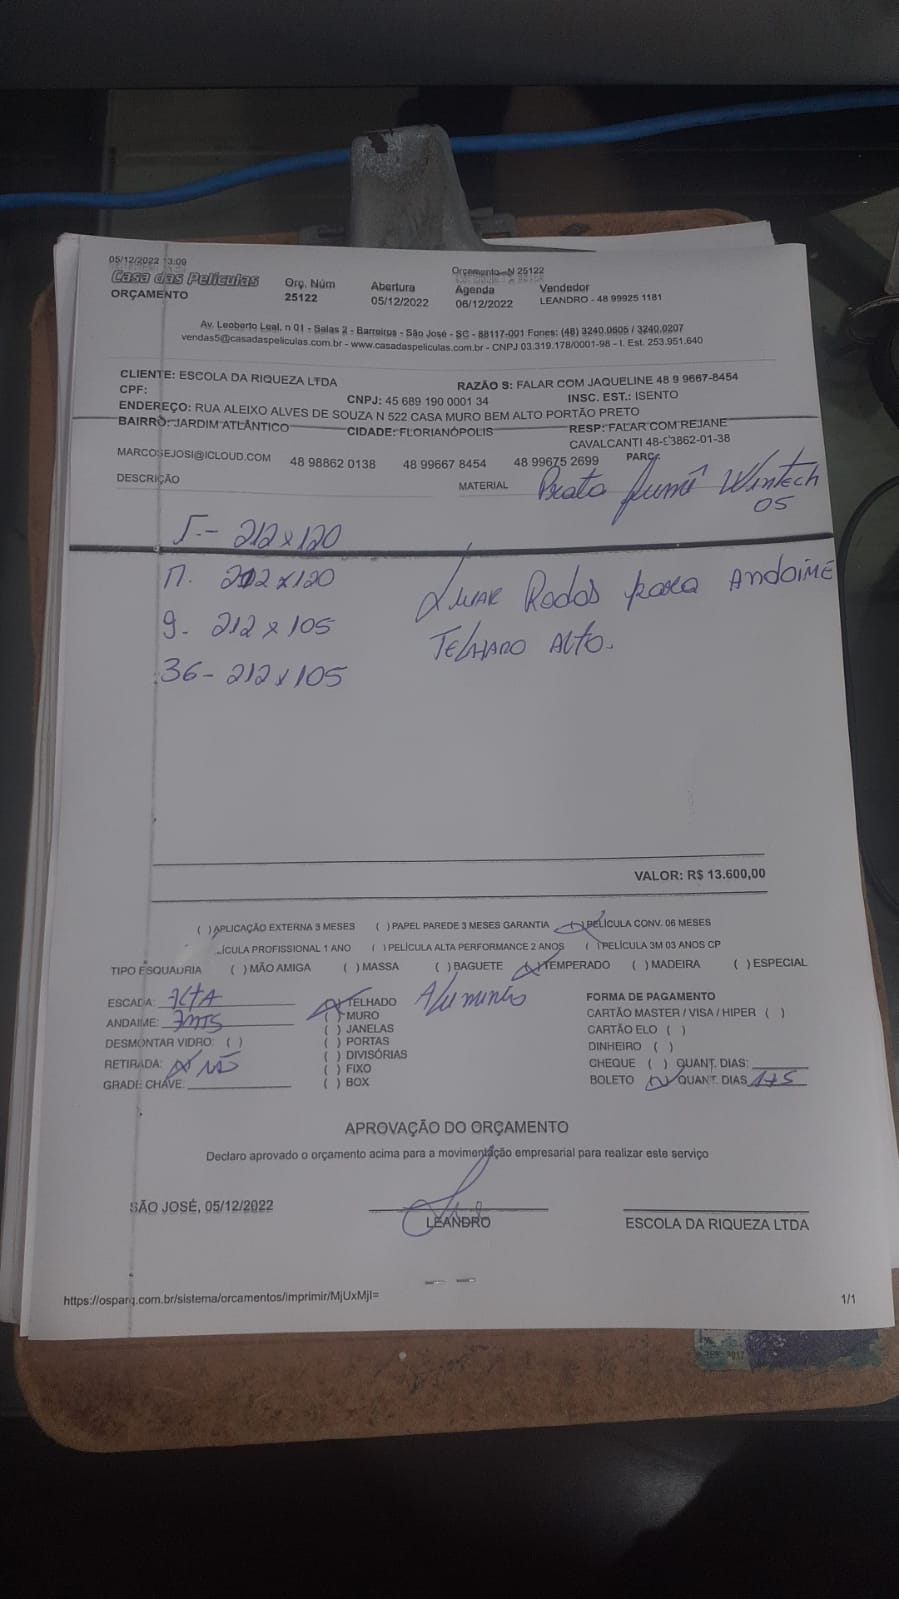 05/12/2022 13:09
Orçamento - N 25122
Casa das Películas
Orç. Núm
Abertura
Agenda
Vendedor
ORÇAMENTO
25122
05/12/2022
06/12/2022
LEANDRO - 48 99925 1181
Av. Leoberto Leal, n 01 - Salas 2 - Barreiros - São José - SC - 88117-001 Fones: (48) 3240.0605 / 3240.0207
vendas5@casadaspeliculas.com.br - www.casadaspeliculas.com.br - CNPJ 03.319.178/0001-98 - I. Est. 253.951.640
CLIENTE: ESCOLA DA RIQUEZA LTDA
RAZÃO S: FALAR COM JAQUELINE 48 9 9667-8454
CPF:
CNPJ: 45 689 190 0001 34
INSC. EST.: ISENTO
ENDEREÇO: RUA ALEIXO ALVES DE SOUZA N 522 CASA MURO BEM ALTO PORTÃO PRETO
BAIRRO: JARDIM ATLÂNTICO
CIDADE: FLORIANÓPOLIS
RESP: FALAR COM REJANE
CAVALCANTI 48-E3862-01-38
MARCOSEJOSI@ICLOUD.COM
48 98862 0138
48 99667 8454
48 99675 2699
PARC:
DESCRIÇÃO
MATERIAL
Prata fumê Wintech
05
212 x 120
212 x 120
9- 212 x 105
36- 212 x 105
Rodas para ANDAIME
TELHADO ALTO.
VALOR: R$ 13.600,00
( ) APLICAÇÃO EXTERNA 3 MESES ( ) PAPEL PAREDE 3 MESES GARANTIA ( ) PELÍCULA CONV. 06 MESES
ÍCULA PROFISSIONAL 1 ANO ( ) PELÍCULA ALTA PERFORMANCE 2 ANOS ( ) PELÍCULA 3M 03 ANOS CP
TIPO ESQUADRIA ( ) MÃO AMIGA ( ) MASSA ( ) BAGUETE ( ) TEMPERADO ( ) MADEIRA ( ) ESPECIAL
ESCADA: ALTA
ANDAIME: 7MTS
DESMONTAR VIDRO: ( )
RETIRADA: NÃO
GRADE CHAVE:
( ) TELHADO Alumínio
( ) MURO
( ) JANELAS
( ) PORTAS
( ) DIVISÓRIAS
( ) FIXO
( ) BOX
FORMA DE PAGAMENTO
CARTÃO MASTER / VISA / HIPER ( )
CARTÃO ELO ( )
DINHEIRO ( )
CHEQUE ( ) QUANT. DIAS:
BOLETO QUANT. DIAS
APROVAÇÃO DO ORÇAMENTO
Declaro aprovado o orçamento acima para a movimentação empresarial para realizar este serviço
SÃO JOSÉ, 05/12/2022
LEANDRO
ESCOLA DA RIQUEZA LTDA
https://osparq.com.br/sistema/orcamentos/imprimir/MjUxMjI=
1/1